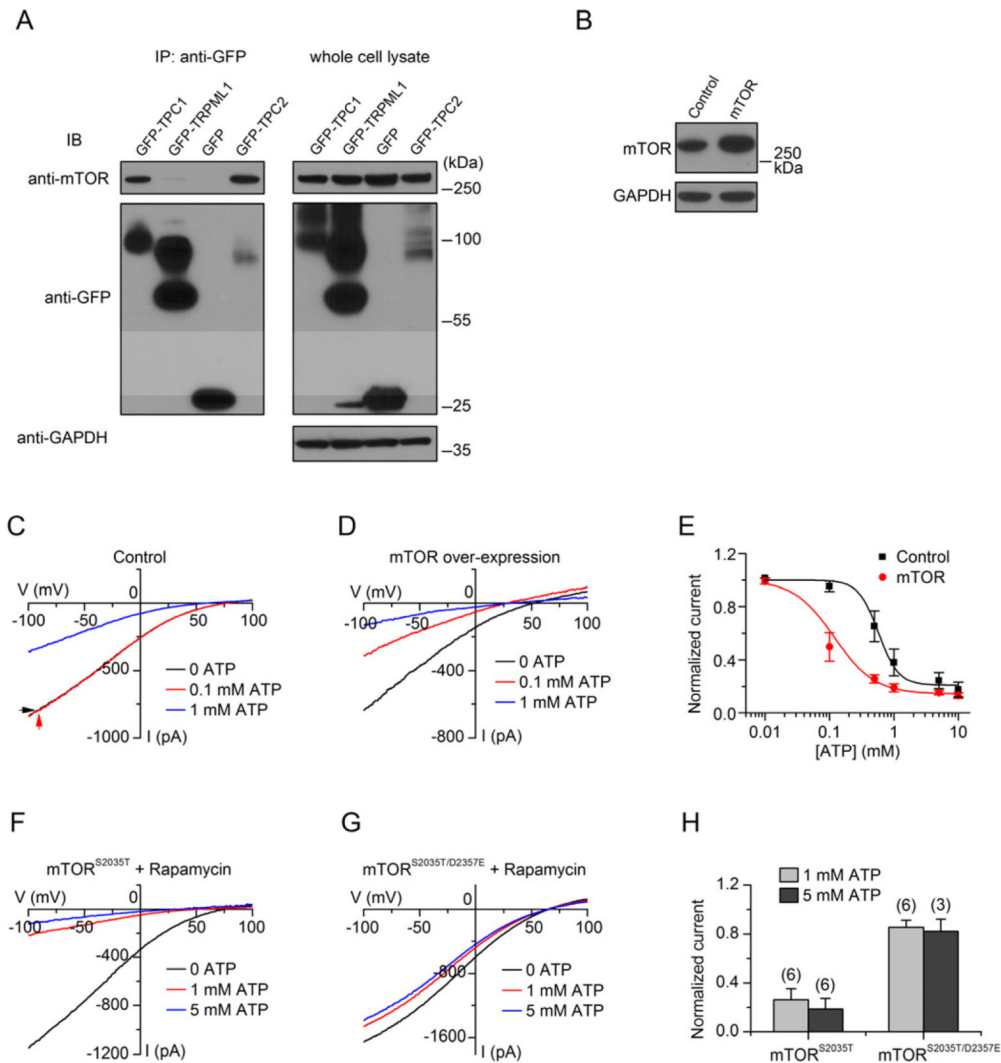 A
IP: anti-GFP
whole cell lysate
IB
GFP-TPC1
GFP-TRPML1
GFP
GFP-TPC2
GFP-TPC1
GFP-TRPML1
GFP
GFP-TPC2
(kDa)
anti-mTOR
–250
anti-GFP
–100
–55
–25
anti-GAPDH
–35
B
Control
mTOR
mTOR
250
kDa
GAPDH
C
Control
V (mV)
0
-100 -50 50 100
-500
-1000
I (pA)
0 ATP
0.1 mM ATP
1 mM ATP
D
mTOR over-expression
V (mV)
0
-100 -50 50 100
-400
-800
I (pA)
0 ATP
0.1 mM ATP
1 mM ATP
E
Normalized current
1.2
0.8
0.4
0.0
0.01 0.1 1 10
[ATP] (mM)
Control
mTOR
F
mTOR^S2035T + Rapamycin
V (mV)
0
-100 -50 50 100
-400
-800
-1200
I (pA)
0 ATP
1 mM ATP
5 mM ATP
G
mTOR^S2035T/D2357E + Rapamycin
V (mV)
0
-100 -50 50 100
-800
-1600
I (pA)
0 ATP
1 mM ATP
5 mM ATP
H
Normalized current
1.2
0.8
0.4
0.0
1 mM ATP
5 mM ATP
(6) (6) (6) (3)
mTOR^S2035T mTOR^S2035T/D2357E